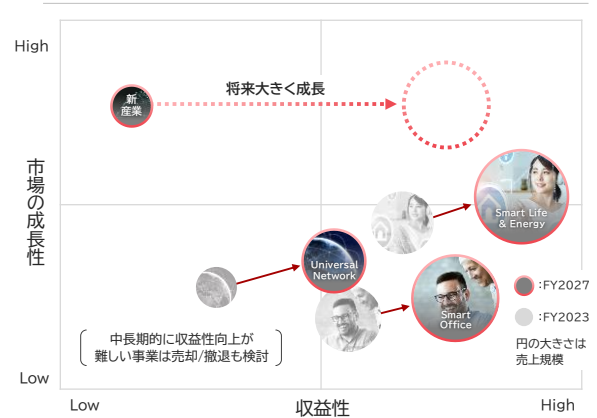 High
将来大きく成長
新
産業
市場の成長性
Smart Life
& Energy
Universal
Network
Smart
Office
:FY2027
:FY2023
円の大きさは
売上規模
中長期的に収益性向上が
難しい事業は売却/撤退も検討
Low
Low
収益性
High